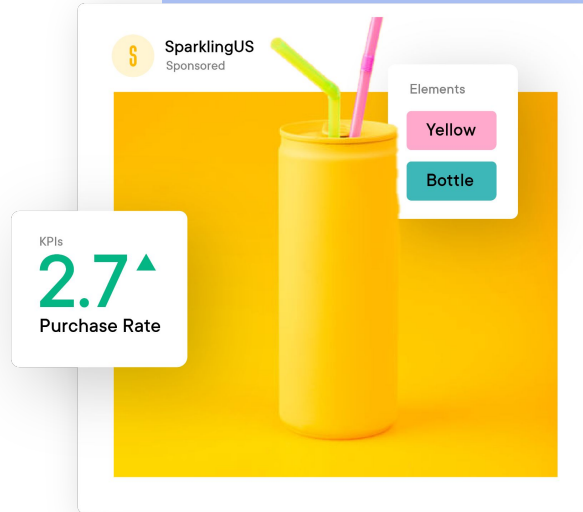 S
SparklingUS
Sponsored
Elements
Yellow
Bottle
KPIs
2.7
Purchase Rate